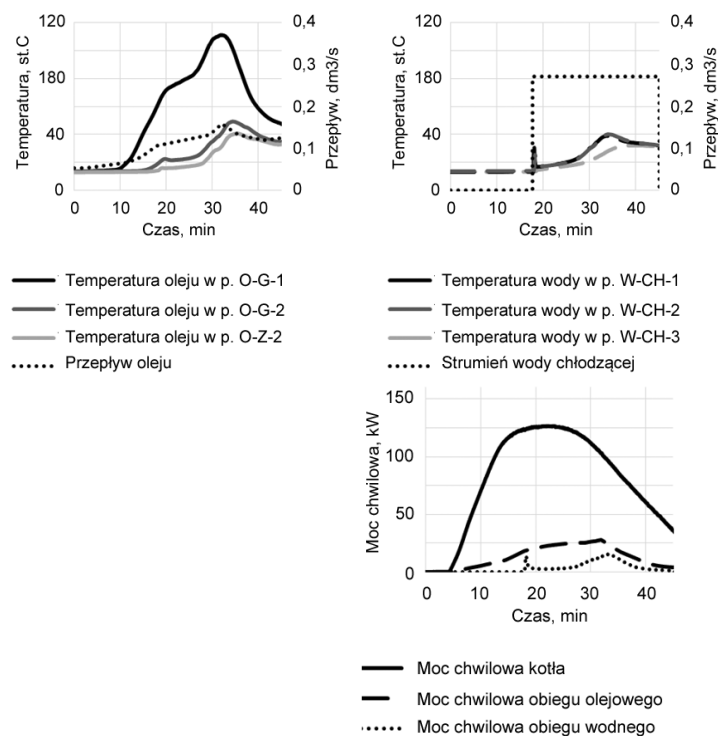 120
180
40
0
Temperatura, st.C
0,4
0,3
0,2
0,1
0
Przepływ, dm3/s
0 10 20 30 40
Czas, min
Temperatura oleju w p. O-G-1
Temperatura oleju w p. O-G-2
Temperatura oleju w p. O-Z-2
Przepływ oleju
120
180
40
0
Temperatura, st.C
0,4
0,3
0,2
0,1
0
Przepływ, dm3/s
0 10 20 30 40
Czas, min
Temperatura wody w p. W-CH-1
Temperatura wody w p. W-CH-2
Temperatura wody w p. W-CH-3
Strumień wody chłodzącej
150
100
50
0
Moc chwilowa, kW
0 10 20 30 40
Czas, min
Moc chwilowa kotła
Moc chwilowa obiegu olejowego
Moc chwilowa obiegu wodnego